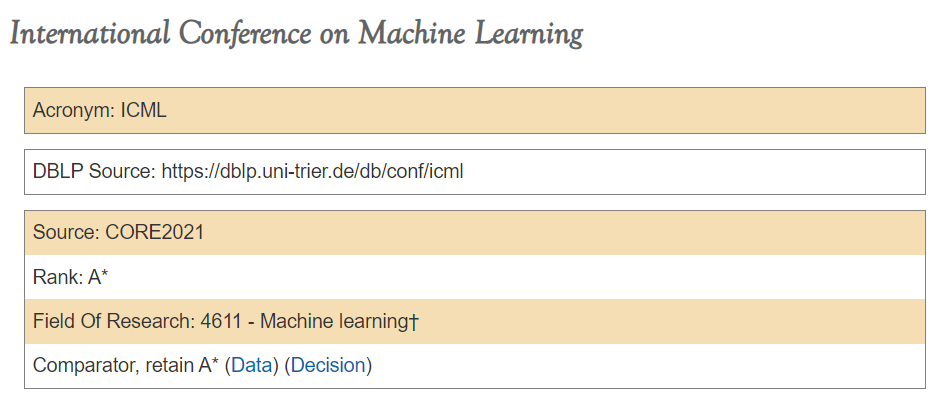 International Conference on Machine Learning
Acronym: ICML
DBLP Source: https://dblp.uni-trier.de/db/conf/icml
Source: CORE2021
Rank: A*
Field Of Research: 4611 - Machine learning†
Comparator, retain A* (Data) (Decision)